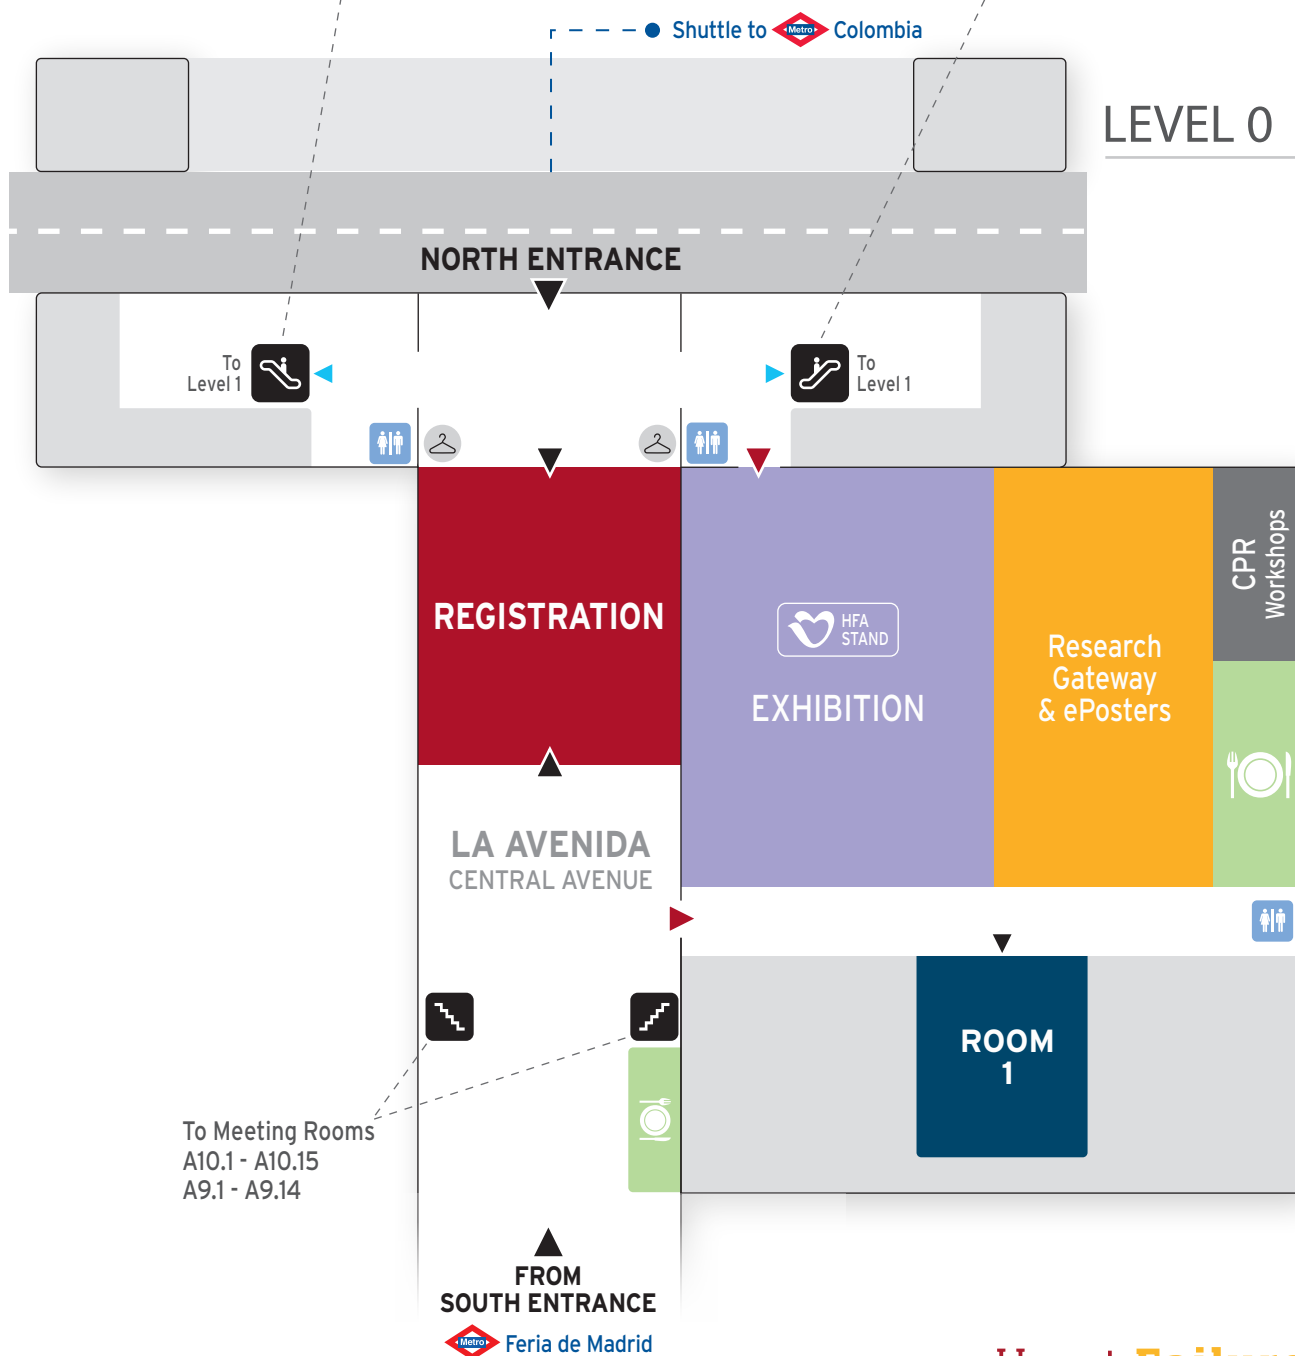 Shuttle to Metro Colombia
LEVEL 0
NORTH ENTRANCE
To
Level 1
To
Level 1
REGISTRATION
HFA
STAND
EXHIBITION
Research
Gateway
& ePosters
CPR
Workshops
LA AVENIDA
CENTRAL AVENUE
ROOM
1
To Meeting Rooms
A10.1 - A10.15
A9.1 - A9.14
FROM
SOUTH ENTRANCE
Metro Feria de Madrid